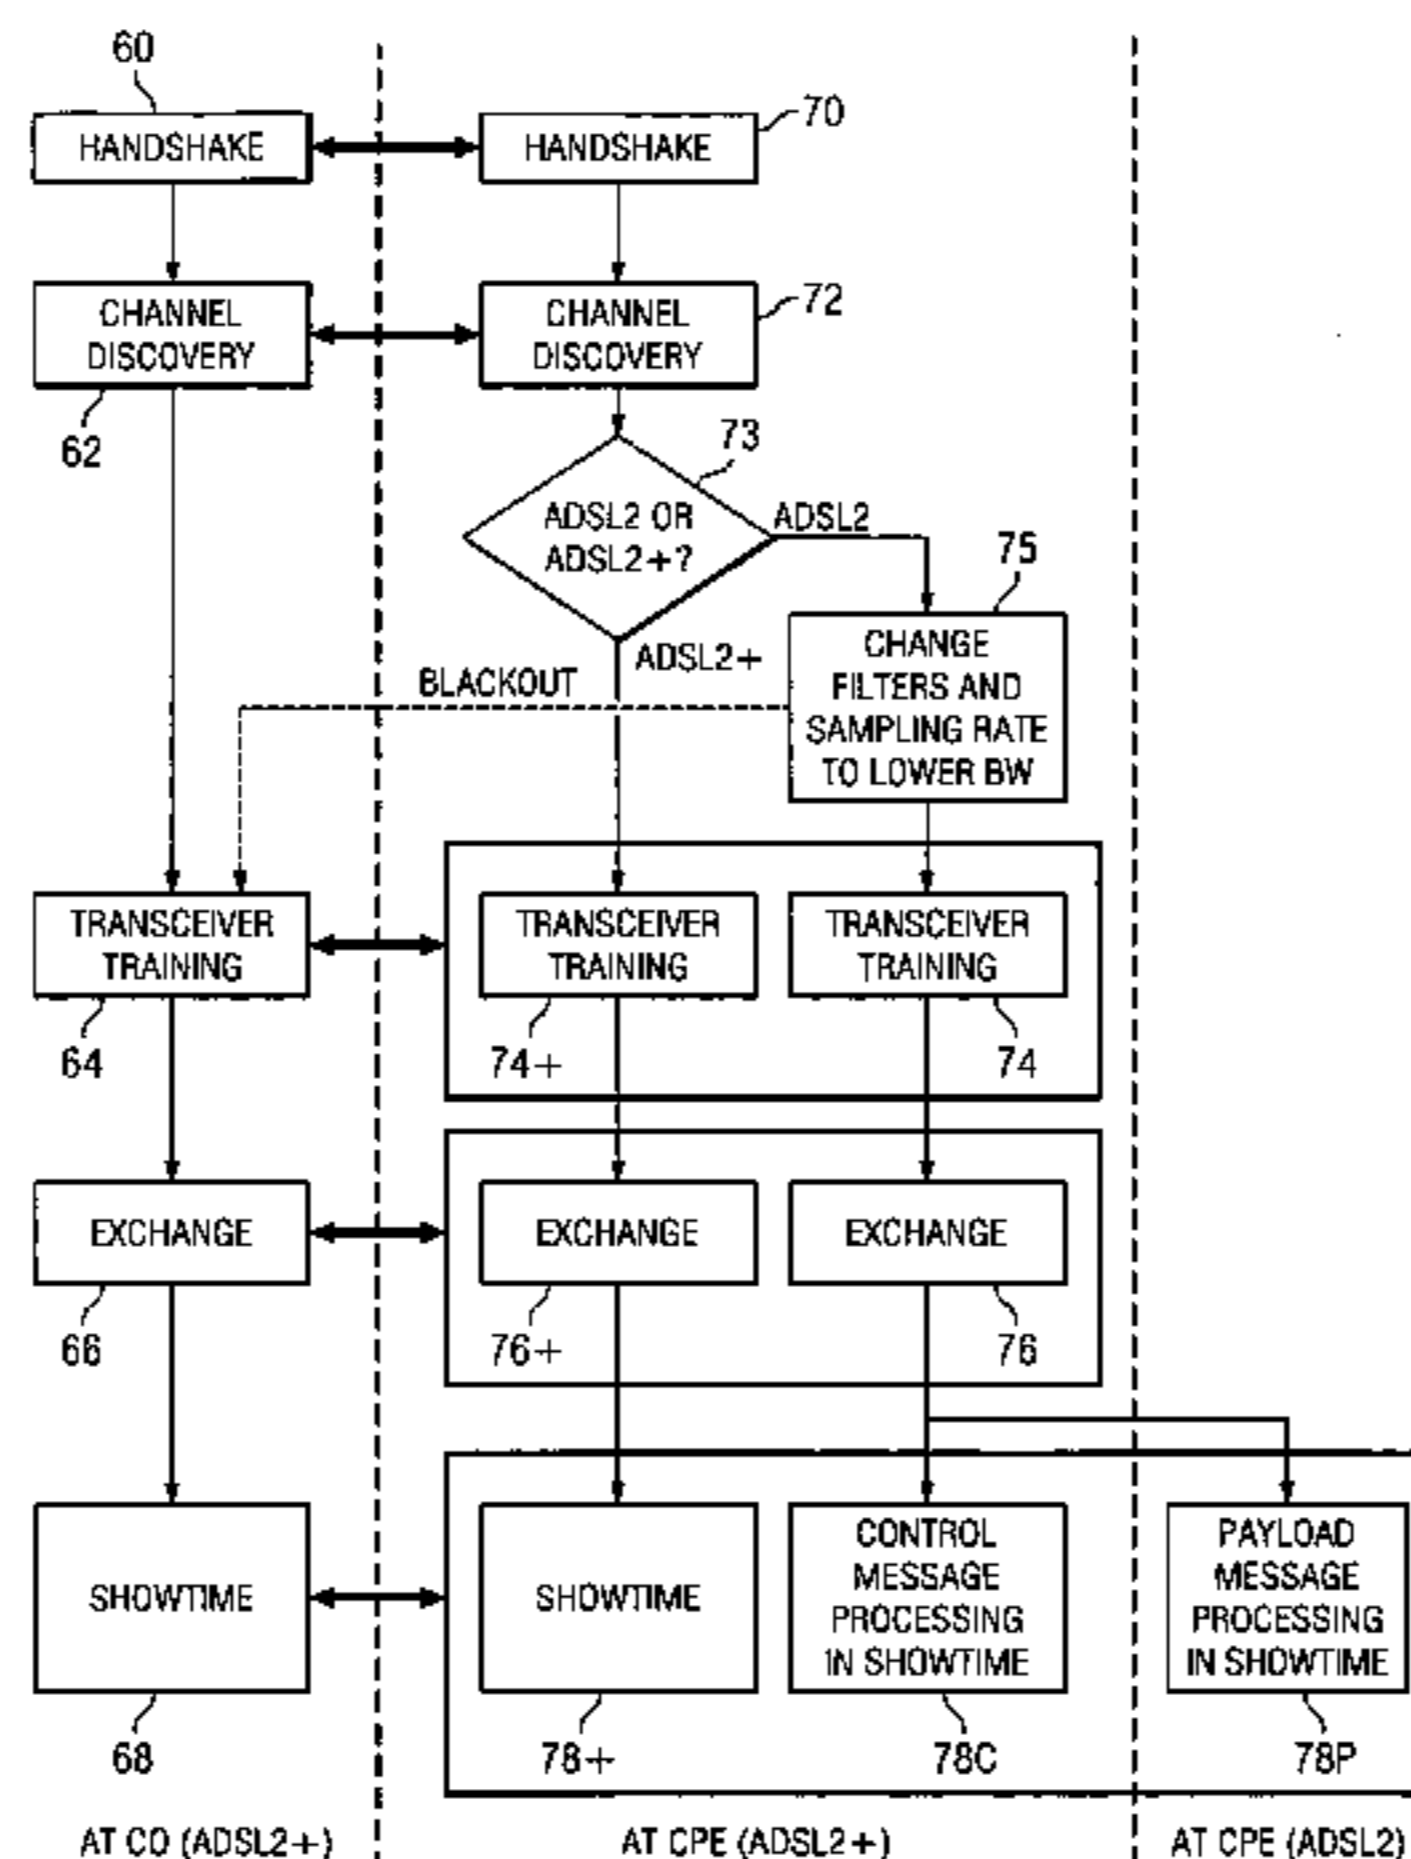 60
HANDSHAKE
HANDSHAKE
70
CHANNEL
DISCOVERY
62
CHANNEL
DISCOVERY
72
73
ADSL2 OR
ADSL2+?
ADSL2
ADSL2+
75
CHANGE
FILTERS AND
SAMPLING RATE
TO LOWER BW
BLACKOUT
TRANSCEIVER
TRAINING
64
TRANSCEIVER
TRAINING
74+
TRANSCEIVER
TRAINING
74
EXCHANGE
66
EXCHANGE
76+
EXCHANGE
76
SHOWTIME
68
SHOWTIME
78+
CONTROL
MESSAGE
PROCESSING
IN SHOWTIME
78C
PAYLOAD
MESSAGE
PROCESSING
IN SHOWTIME
78P
AT CO (ADSL2+)
AT CPE (ADSL2+)
AT CPE (ADSL2)